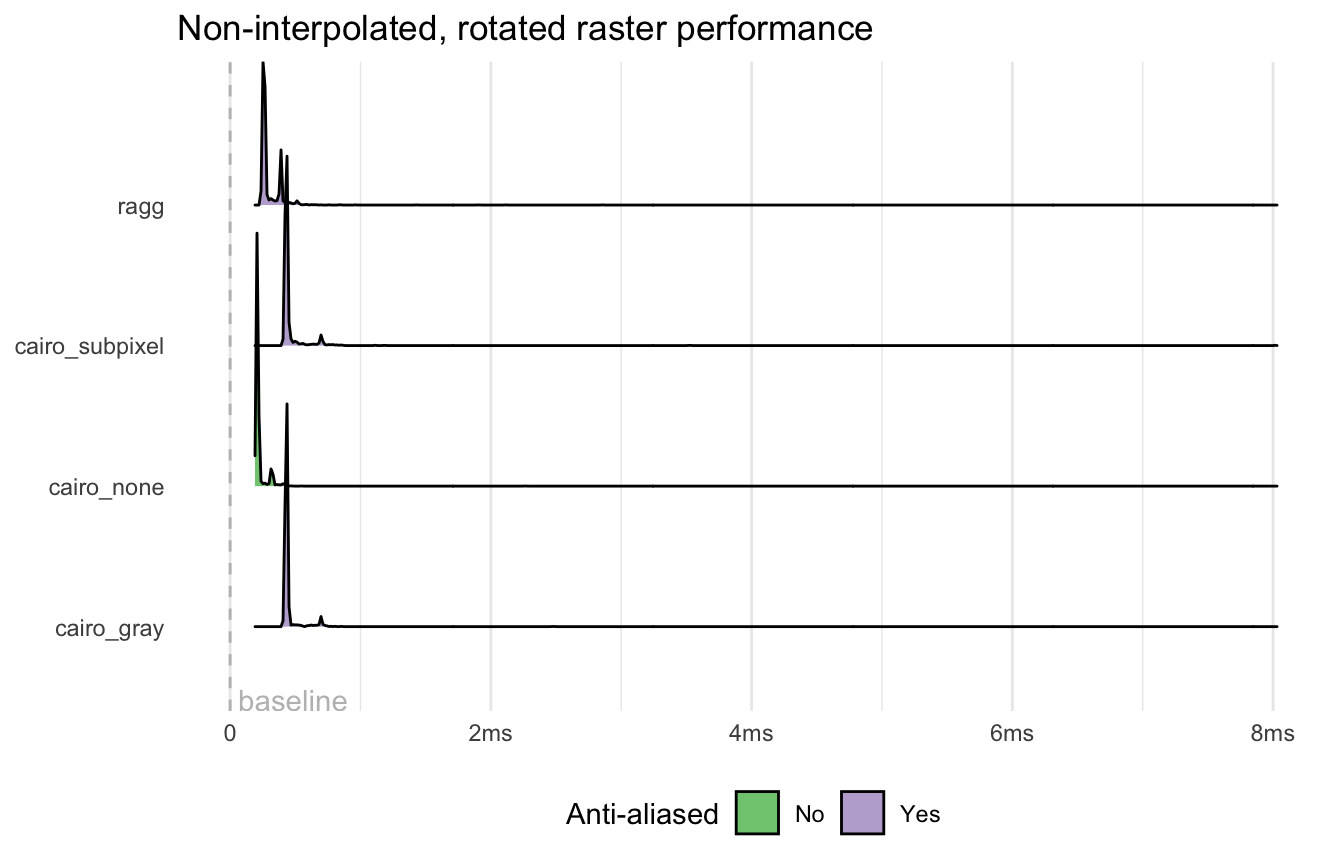 Non-interpolated, rotated raster performance
ragg
cairo_subpixel
cairo_none
cairo_gray
baseline
0 2ms 4ms 6ms 8ms
Anti-aliased No Yes